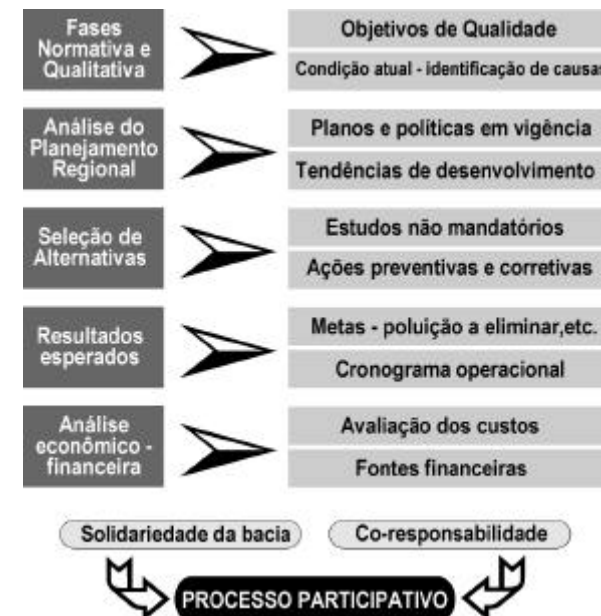 Fases
Normativa e
Qualitativa
Objetivos de Qualidade
Condição atual - identificação de causas
Análise do
Planejamento
Regional
Planos e políticas em vigência
Tendências de desenvolvimento
Seleção de
Alternativas
Estudos não mandatórios
Ações preventivas e corretivas
Resultados
esperados
Metas - poluição a eliminar,etc.
Cronograma operacional
Análise
econômico -
financeira
Avaliação dos custos
Fontes financeiras
Solidariedade da bacia
Co-responsabilidade
PROCESSO PARTICIPATIVO